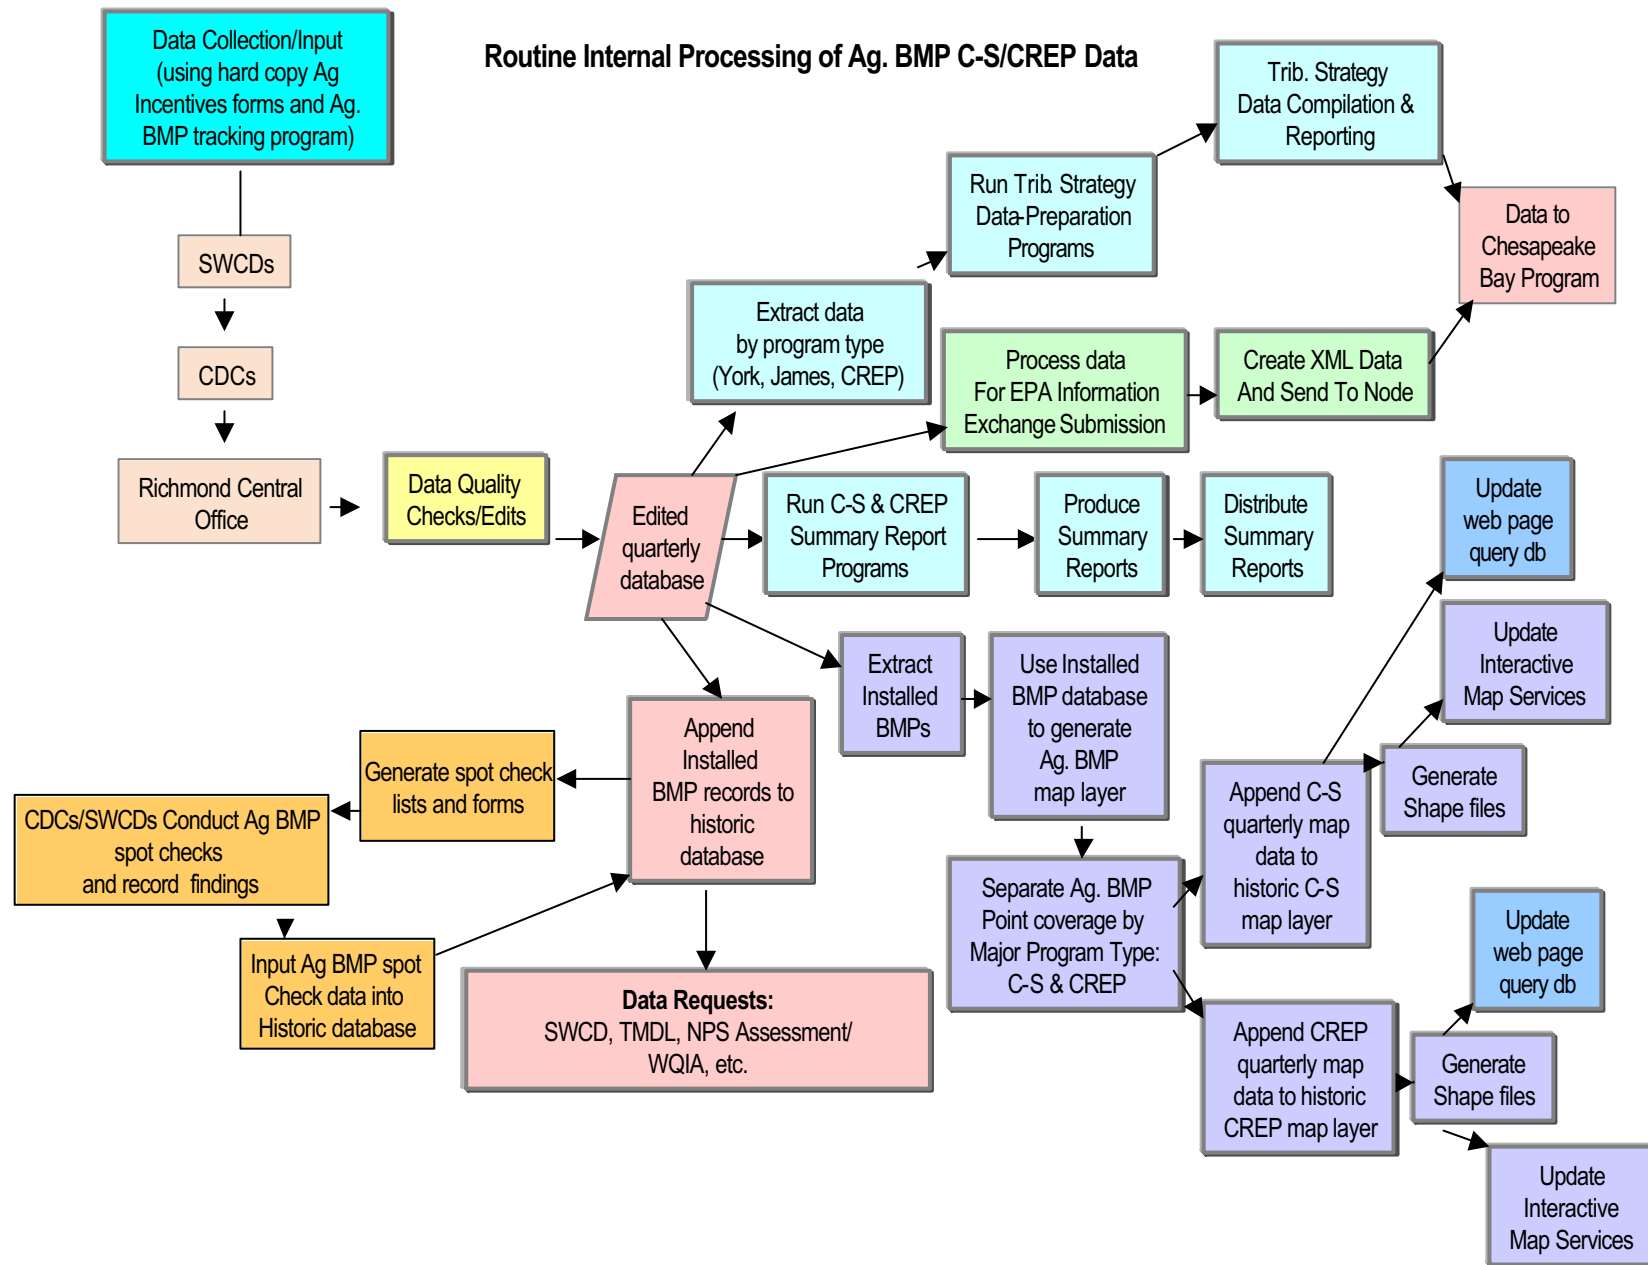 Data Collection/Input
(using hard copy Ag
Incentives forms and Ag.
BMP tracking program)
Routine Internal Processing of Ag. BMP C-S/CREP Data
Trib. Strategy
Data Compilation &
Reporting
Run Trib. Strategy
Data-Preparation
Programs
Data to
Chesapeake
Bay Program
SWCDs
Extract data
by program type
(York, James, CREP)
Process data
For EPA Information
Exchange Submission
Create XML Data
And Send To Node
CDCs
Richmond Central
Office
Data Quality
Checks/Edits
Edited
quarterly
database
Run C-S & CREP
Summary Report
Programs
Produce
Summary
Reports
Distribute
Summary
Reports
Update
web page
query db
Update
Interactive
Map Services
Extract
Installed
BMPs
Use Installed
BMP database
to generate
Ag. BMP
map layer
Append
Installed
BMP records to
historic
database
Generate spot check
lists and forms
CDCs/SWCDs Conduct Ag BMP
spot checks
and record findings
Input Ag BMP spot
Check data into
Historic database
Data Requests:
SWCD, TMDL, NPS Assessment/
WQIA, etc.
Separate Ag. BMP
Point coverage by
Major Program Type:
C-S & CREP
Append C-S
quarterly map
data to
historic C-S
map layer
Generate
Shape files
Update
web page
query db
Append CREP
quarterly map
data to historic
CREP map layer
Generate
Shape files
Update
Interactive
Map Services